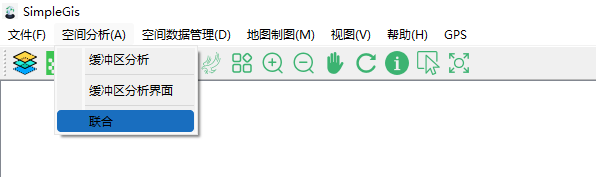 SimpleGis
文件(F) 空间分析(A) 空间数据管理(D) 地图制图(M) 视图(V) 帮助(H) GPS
缓冲区分析
缓冲区分析界面
联合